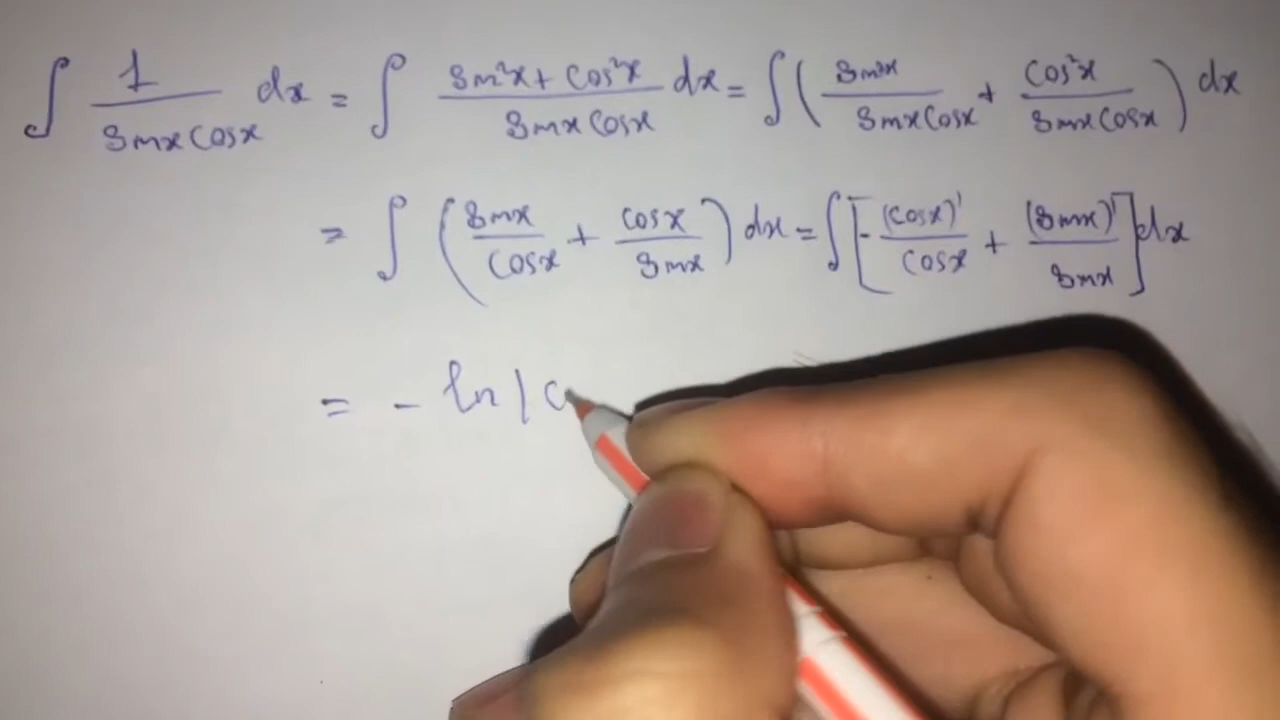 ∫ 1/(sinx cosx) dx = ∫ (sin²x + cos²x)/(sinx cosx) dx = ∫ ( sin²x/(sinx cosx) + cos²x/(sinx cosx) ) dx
= ∫ ( sinx/cosx + cosx/sinx ) dx = ∫ [ - (cosx)'/cosx + (sinx)'/sinx ] dx
= - ln | c